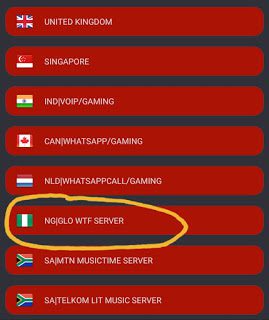 UNITED KINGDOM
SINGAPORE
IND|VOIP/GAMING
CAN|WHATSAPP/GAMING
NLD|WHATSAPPCALL/GAMING
NG|GLO WTF SERVER
SA|MTN MUSICTIME SERVER
SA|TELKOM LIT MUSIC SERVER